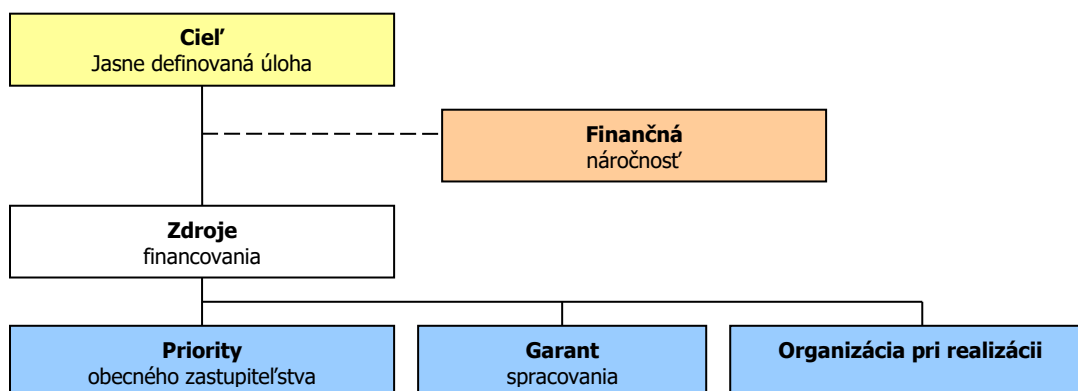 Cieľ
Jasne definovaná úloha
Finančná
náročnosť
Zdroje
financovania
Priority
obecného zastupiteľstva
Garant
spracovania
Organizácia pri realizácii